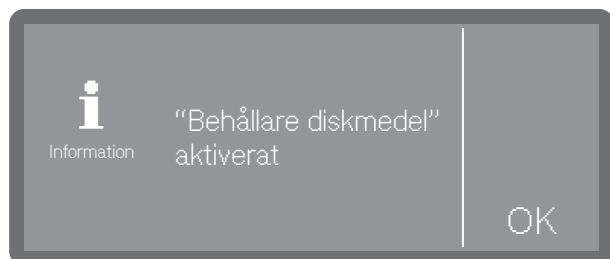 Information
“Behållare diskmedel”
aktiverat
OK